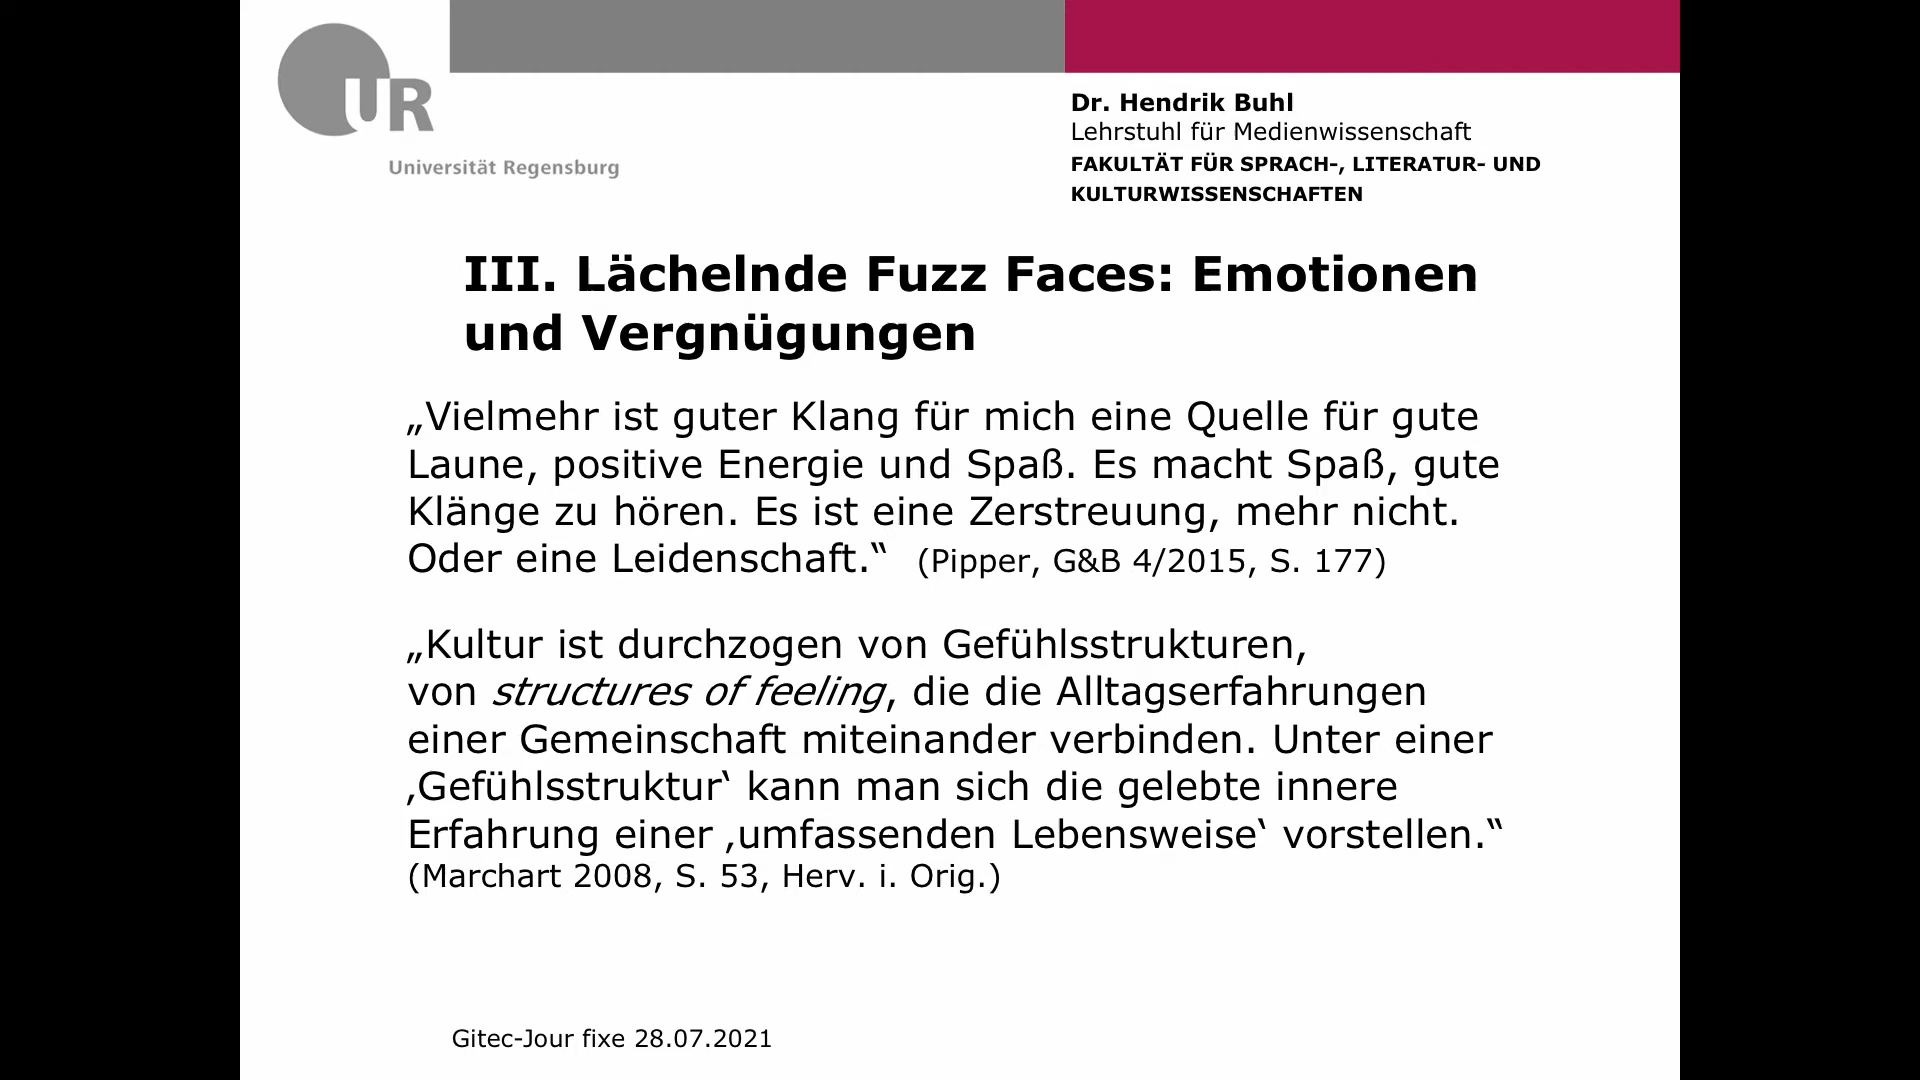 UR
Universität Regensburg
Dr. Hendrik Buhl
Lehrstuhl für Medienwissenschaft
FAKULTÄT FÜR SPRACH-, LITERATUR- UND
KULTURWISSENSCHAFTEN
III. Lächelnde Fuzz Faces: Emotionen
und Vergnügungen
„Vielmehr ist guter Klang für mich eine Quelle für gute
Laune, positive Energie und Spaß. Es macht Spaß, gute
Klänge zu hören. Es ist eine Zerstreuung, mehr nicht.
Oder eine Leidenschaft.“ (Pipper, G&B 4/2015, S. 177)
„Kultur ist durchzogen von Gefühlsstrukturen,
von structures of feeling, die die Alltagserfahrungen
einer Gemeinschaft miteinander verbinden. Unter einer
‚Gefühlsstruktur‘ kann man sich die gelebte innere
Erfahrung einer ‚umfassenden Lebensweise‘ vorstellen.“
(Marchart 2008, S. 53, Herv. i. Orig.)
Gitec-Jour fixe 28.07.2021